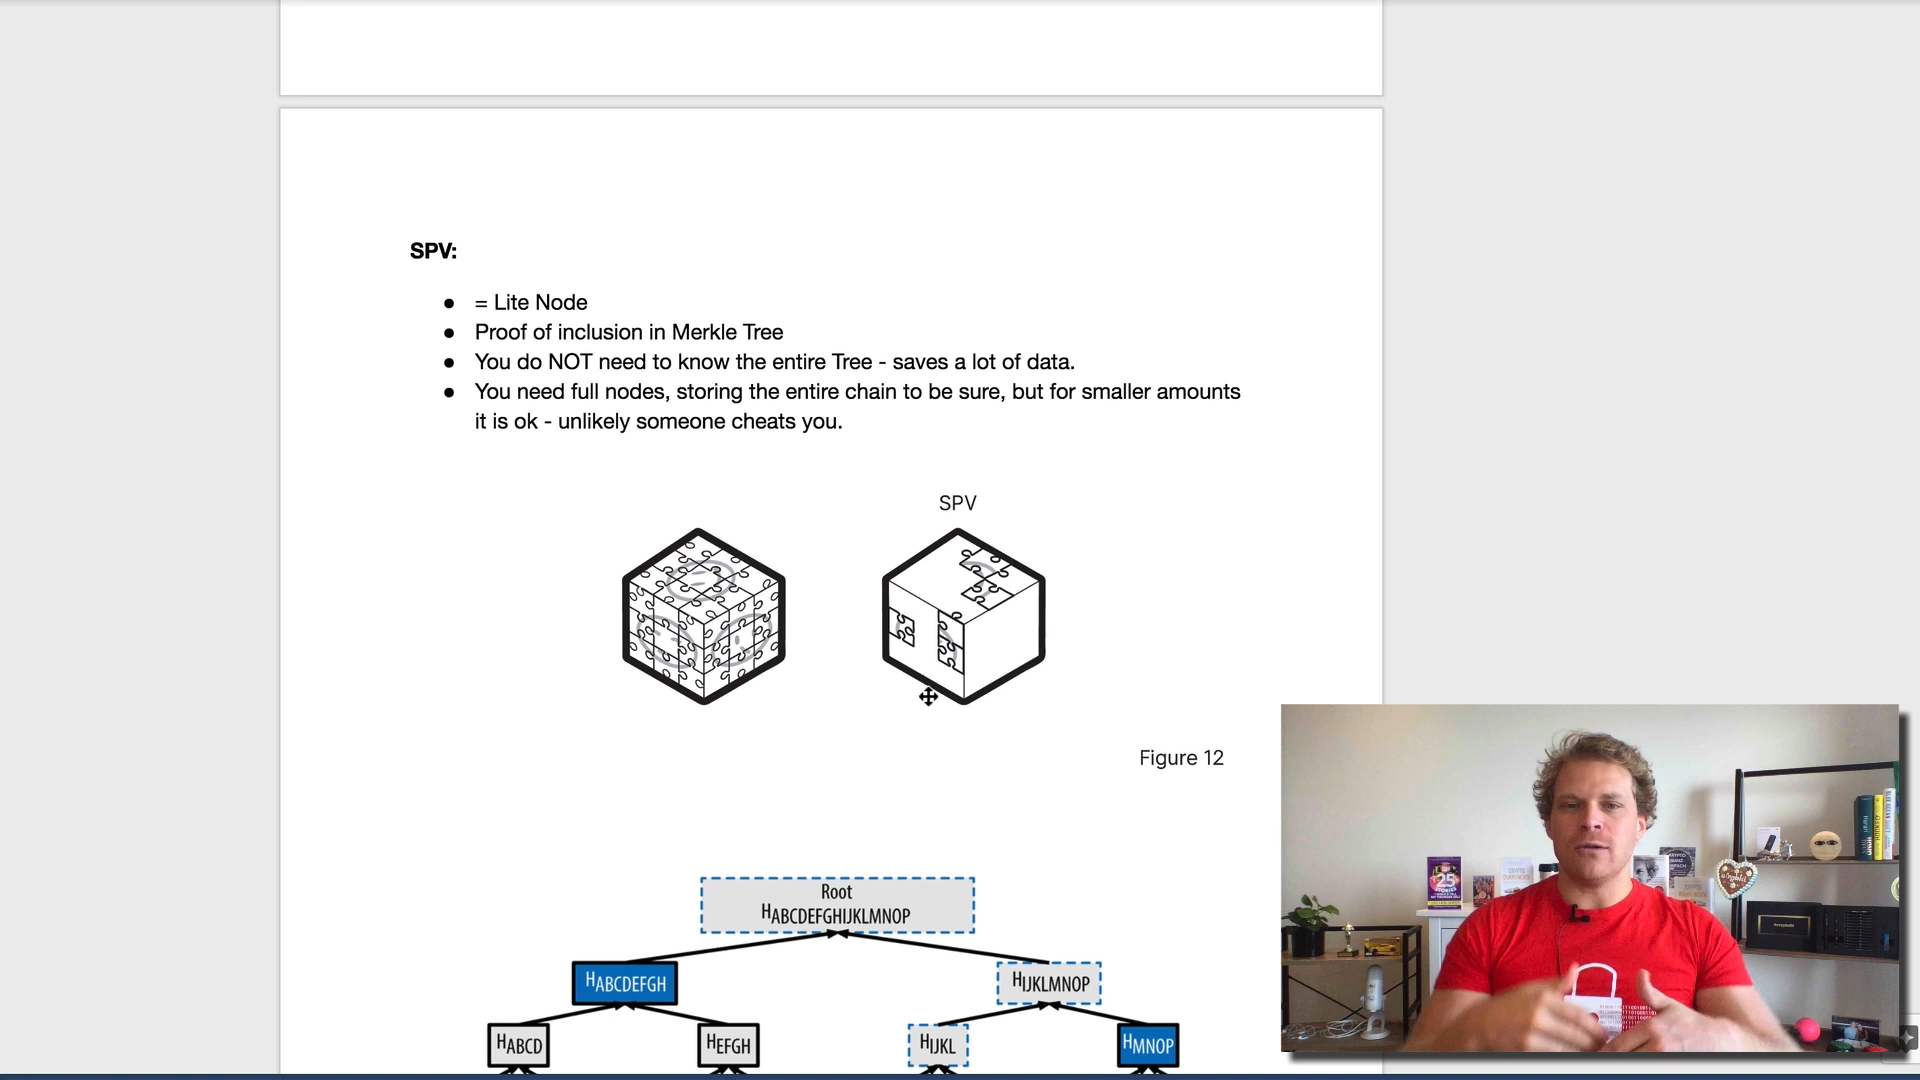 SPV:
● = Lite Node
● Proof of inclusion in Merkle Tree
● You do NOT need to know the entire Tree - saves a lot of data.
● You need full nodes, storing the entire chain to be sure, but for smaller amounts
it is ok - unlikely someone cheats you.
SPV
Figure 12
Root
HABCDEFGHIJKLMNOP
HABCDEFGH
HIJKLMNOP
HABCD
HEFGH
HIJKL
HMNOP
25
STORIES